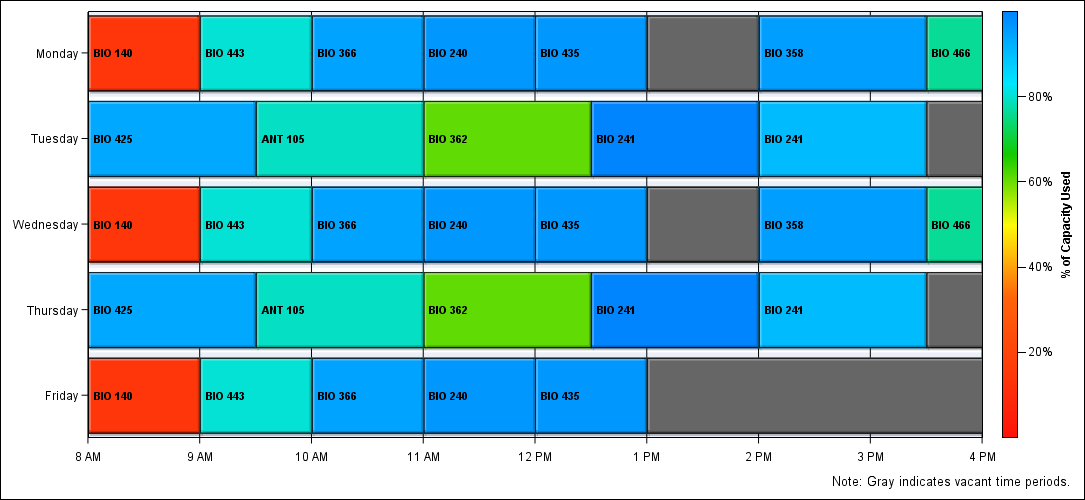 Monday
BIO 140 BIO 443 BIO 366 BIO 240 BIO 435 BIO 358 BIO 466
Tuesday
BIO 425 ANT 105 BIO 362 BIO 241 BIO 241
Wednesday
BIO 140 BIO 443 BIO 366 BIO 240 BIO 435 BIO 358 BIO 466
Thursday
BIO 425 ANT 105 BIO 362 BIO 241 BIO 241
Friday
BIO 140 BIO 443 BIO 366 BIO 240 BIO 435
8 AM 9 AM 10 AM 11 AM 12 PM 1 PM 2 PM 3 PM 4 PM
80%
60%
40%
20%
% of Capacity Used
Note: Gray indicates vacant time periods.